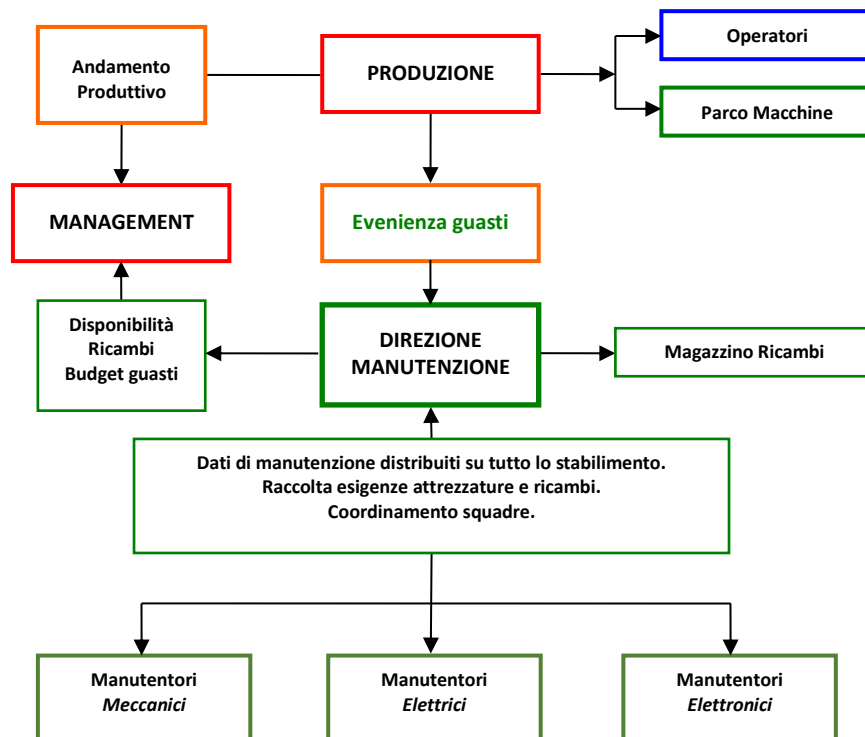 Operatori
Andamento
Produttivo
PRODUZIONE
Parco Macchine
MANAGEMENT
Evenienza guasti
Disponibilità
Ricambi
Budget guasti
DIREZIONE
MANUTENZIONE
Magazzino Ricambi
Dati di manutenzione distribuiti su tutto lo stabilimento.
Raccolta esigenze attrezzature e ricambi.
Coordinamento squadre.
Manutentori
Meccanici
Manutentori
Elettrici
Manutentori
Elettronici